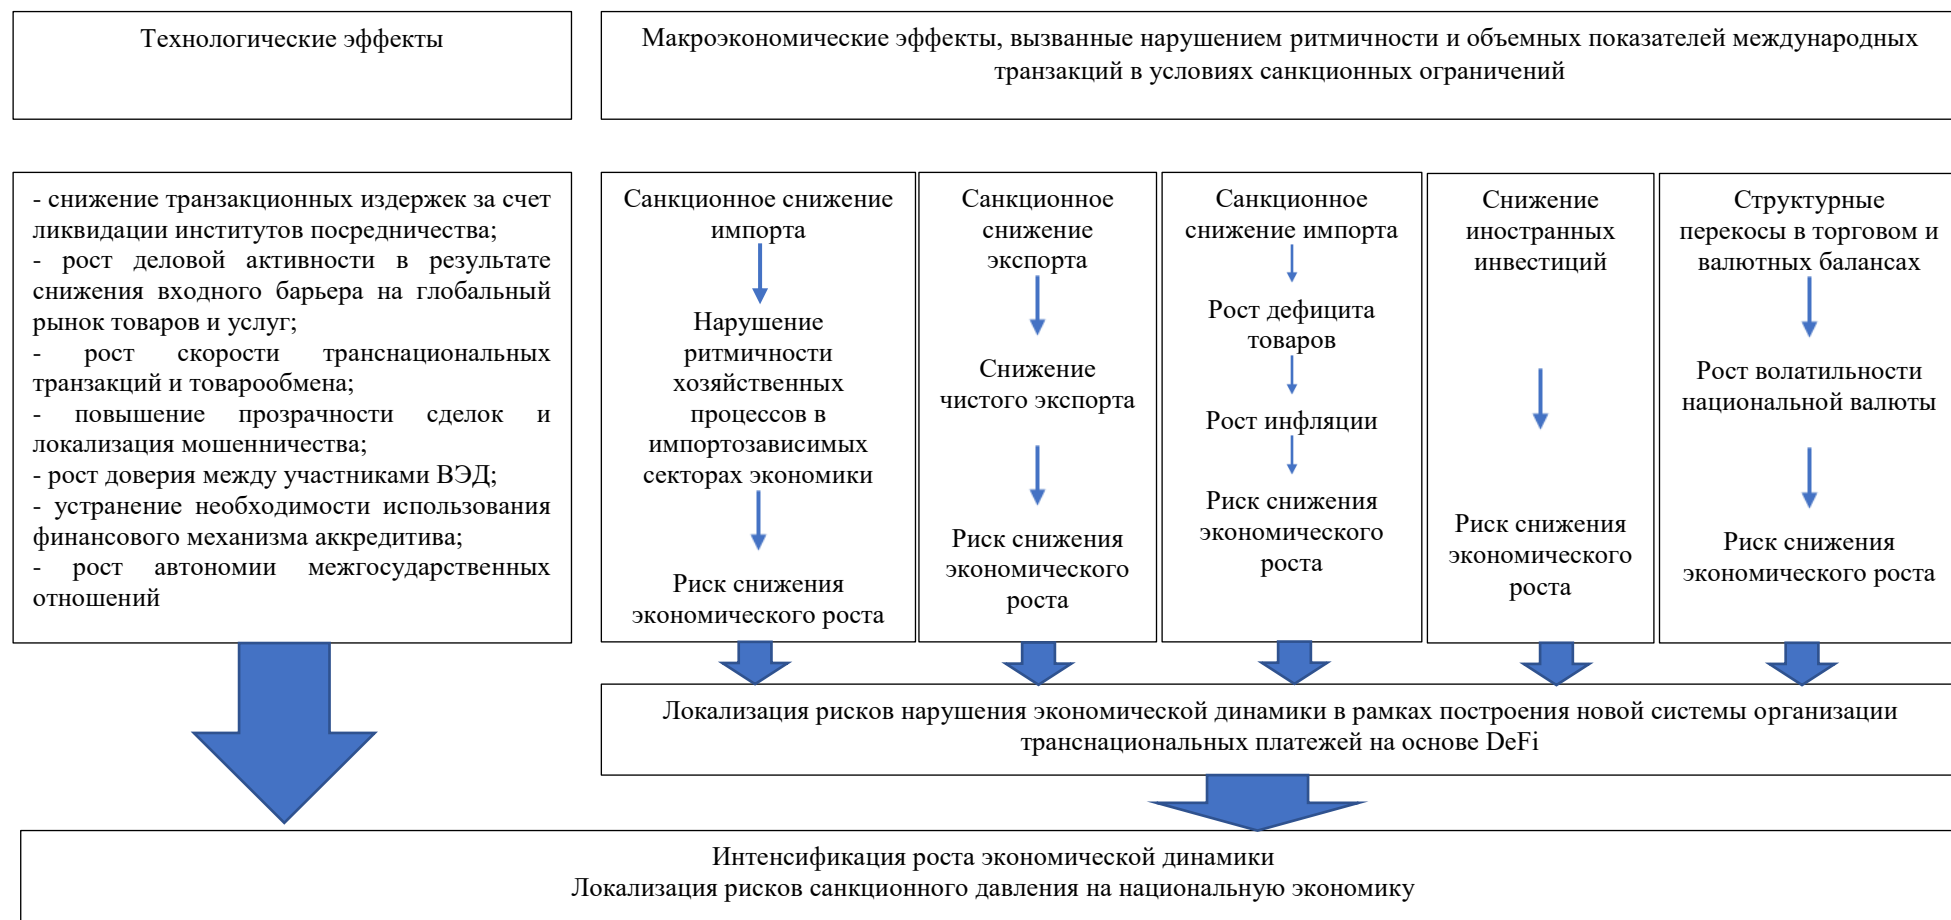 Технологические эффекты
Макроэкономические эффекты, вызванные нарушением ритмичности и объемных показателей международных
транзакций в условиях санкционных ограничений
- снижение транзакционных издержек за счет
ликвидации институтов посредничества;
- рост деловой активности в результате
снижения входного барьера на глобальный
рынок товаров и услуг;
- рост скорости транснациональных
транзакций и товарообмена;
- повышение прозрачности сделок и
локализация мошенничества;
- рост доверия между участниками ВЭД;
- устранение необходимости использования
финансового механизма аккредитива;
- рост автономии межгосударственных
отношений
Санкционное снижение
импорта
Нарушение
ритмичности
хозяйственных
процессов в
импортозависимых
секторах экономики
Риск снижения
экономического роста
Санкционное
снижение
экспорта
Снижение
чистого экспорта
Риск снижения
экономического
роста
Санкционное
снижение импорта
Рост дефицита
товаров
Рост инфляции
Риск снижения
экономического
роста
Снижение
иностранных
инвестиций
Риск снижения
экономического
роста
Структурные
перекосы в торговом и
валютных балансах
Рост волатильности
национальной валюты
Риск снижения
экономического роста
Локализация рисков нарушения экономической динамики в рамках построения новой системы организации
транснациональных платежей на основе DeFi
Интенсификация роста экономической динамики
Локализация рисков санкционного давления на национальную экономику